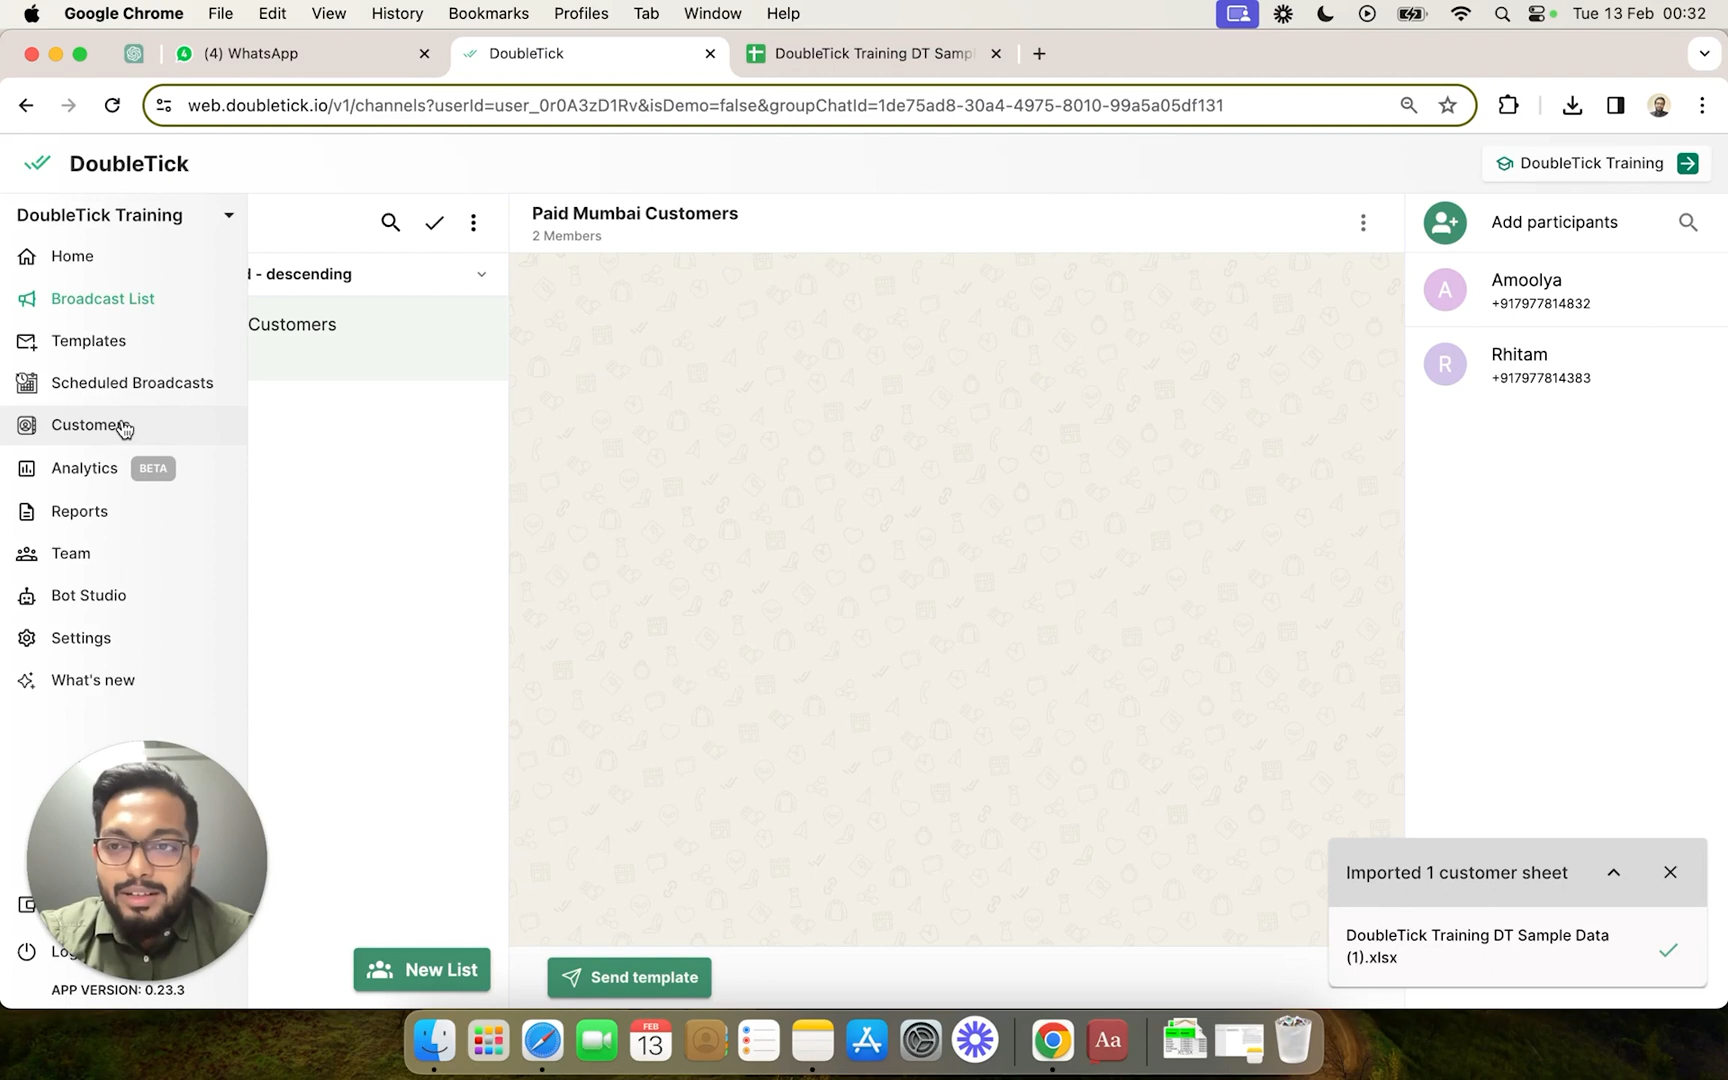 Google Chrome File Edit View History Bookmarks Profiles Tab Window Help Tue 13 Feb 00:32
(4) WhatsApp DoubleTick DoubleTick Training DT Samp
web.doubletick.io/v1/channels?userId=user_0r0A3zD1Rv&isDemo=false&groupChatId=1de75ad8-30a4-4975-8010-99a5a05df131
DoubleTick DoubleTick Training
DoubleTick Training
Home
Broadcast List
Templates
Scheduled Broadcasts
Customers
Analytics BETA
Reports
Team
Bot Studio
Settings
What's new
Lo
APP VERSION: 0.23.3
d - descending
Customers
New List
Paid Mumbai Customers
2 Members
Send template
Add participants
A Amoolya
+917977814832
R Rhitam
+917977814383
Imported 1 customer sheet
DoubleTick Training DT Sample Data
(1).xlsx
FEB
13
Aa